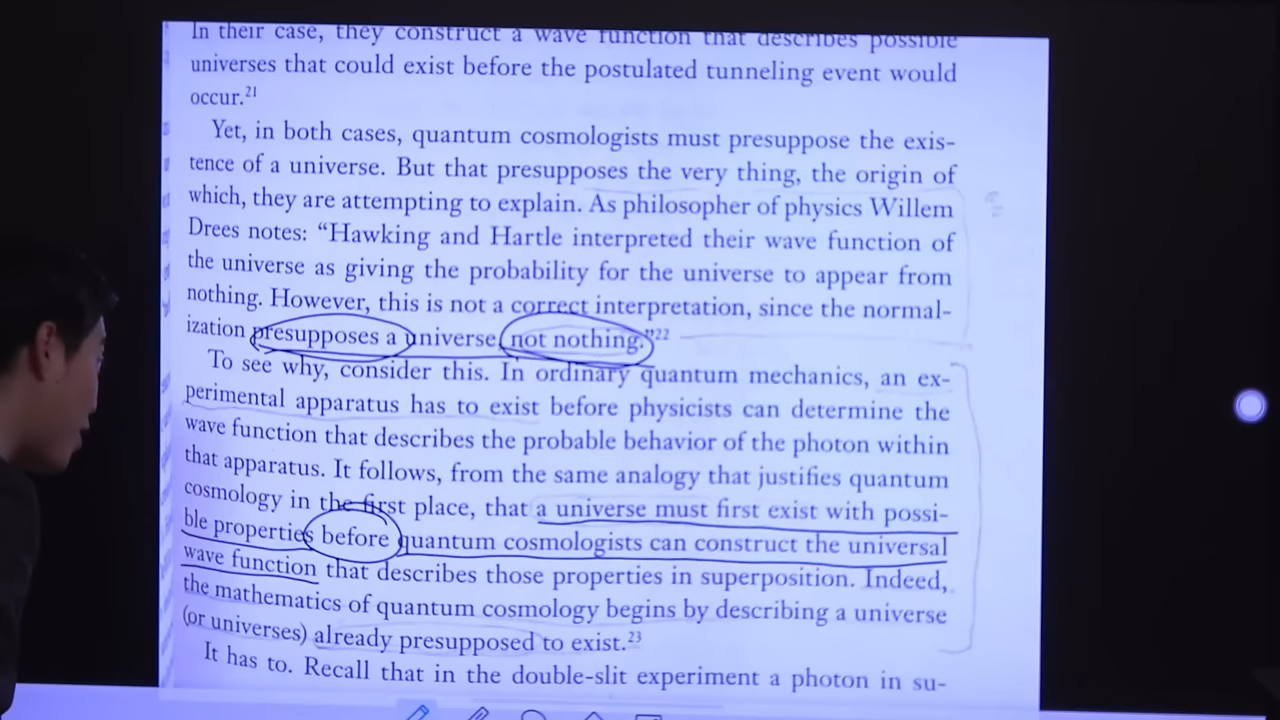 In their case, they construct a wave function that describes possible
universes that could exist before the postulated tunneling event would
occur.21
Yet, in both cases, quantum cosmologists must presuppose the exis-
tence of a universe. But that presupposes the very thing, the origin of
which, they are attempting to explain. As philosopher of physics Willem
Drees notes: “Hawking and Hartle interpreted their wave function of
the universe as giving the probability for the universe to appear from
nothing. However, this is not a correct interpretation, since the normal-
ization presupposes a universe, not nothing.”22
To see why, consider this. In ordinary quantum mechanics, an ex-
perimental apparatus has to exist before physicists can determine the
wave function that describes the probable behavior of the photon within
that apparatus. It follows, from the same analogy that justifies quantum
cosmology in the first place, that a universe must first exist with possi-
ble properties before quantum cosmologists can construct the universal
wave function that describes those properties in superposition. Indeed,
the mathematics of quantum cosmology begins by describing a universe
(or universes) already presupposed to exist.23
It has to. Recall that in the double-slit experiment a photon in su-